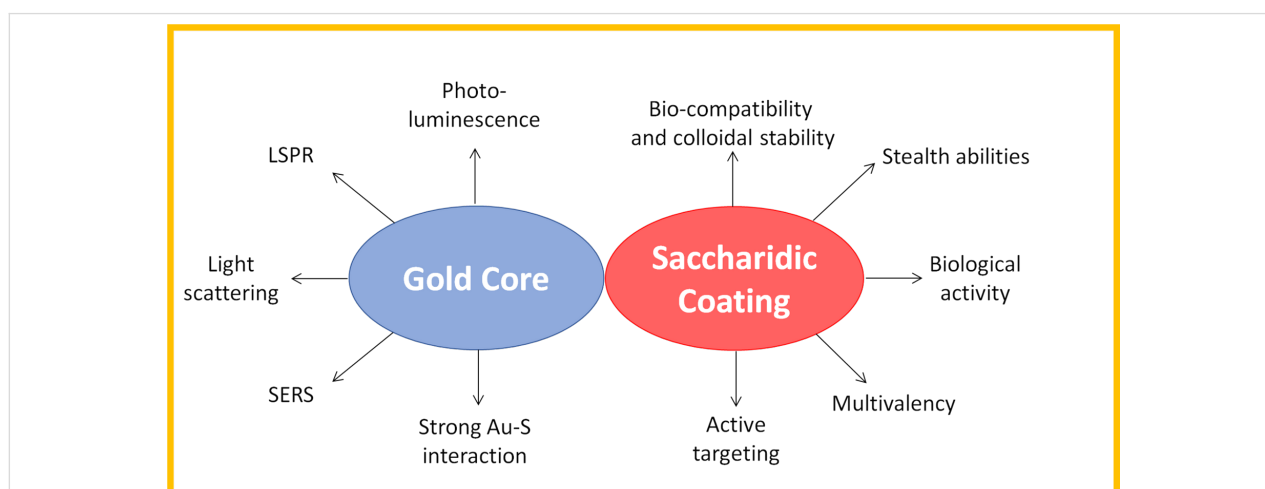 Photo-
luminescence
LSPR
Light
scattering
SERS
Strong Au-S
interaction
Gold Core
Bio-compatibility
and colloidal stability
Stealth abilities
Saccharidic
Coating
Biological
activity
Multivalency
Active
targeting